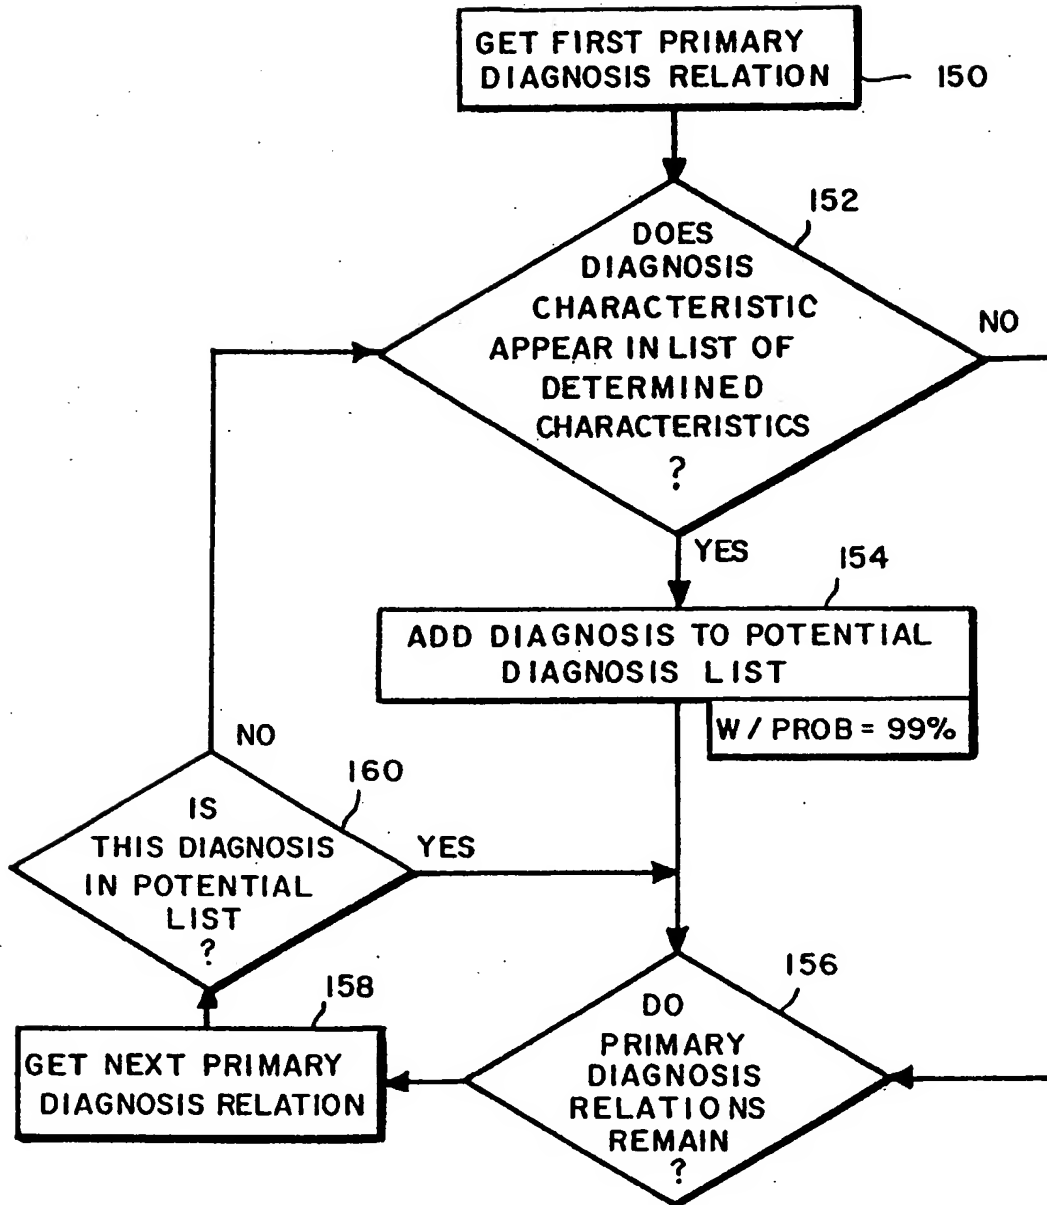 GET FIRST PRIMARY
DIAGNOSIS RELATION
150
152
DOES
DIAGNOSIS
CHARACTERISTIC
APPEAR IN LIST OF
DETERMINED
CHARACTERISTICS
?
NO
YES
154
ADD DIAGNOSIS TO POTENTIAL
DIAGNOSIS LIST
W / PROB = 99%
NO
160
IS
THIS DIAGNOSIS
IN POTENTIAL
LIST
?
YES
156
DO
PRIMARY
DIAGNOSIS
RELATIONS
REMAIN
?
158
GET NEXT PRIMARY
DIAGNOSIS RELATION